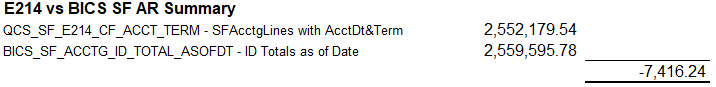 E214 vs BICS SF AR Summary
QCS_SF_E214_CF_ACCT_TERM - SFAcctgLines with AcctDt&Term 2,552,179.54
BICS_SF_ACCTG_ID_TOTAL_ASOFDT - ID Totals as of Date 2,559,595.78
-7,416.24